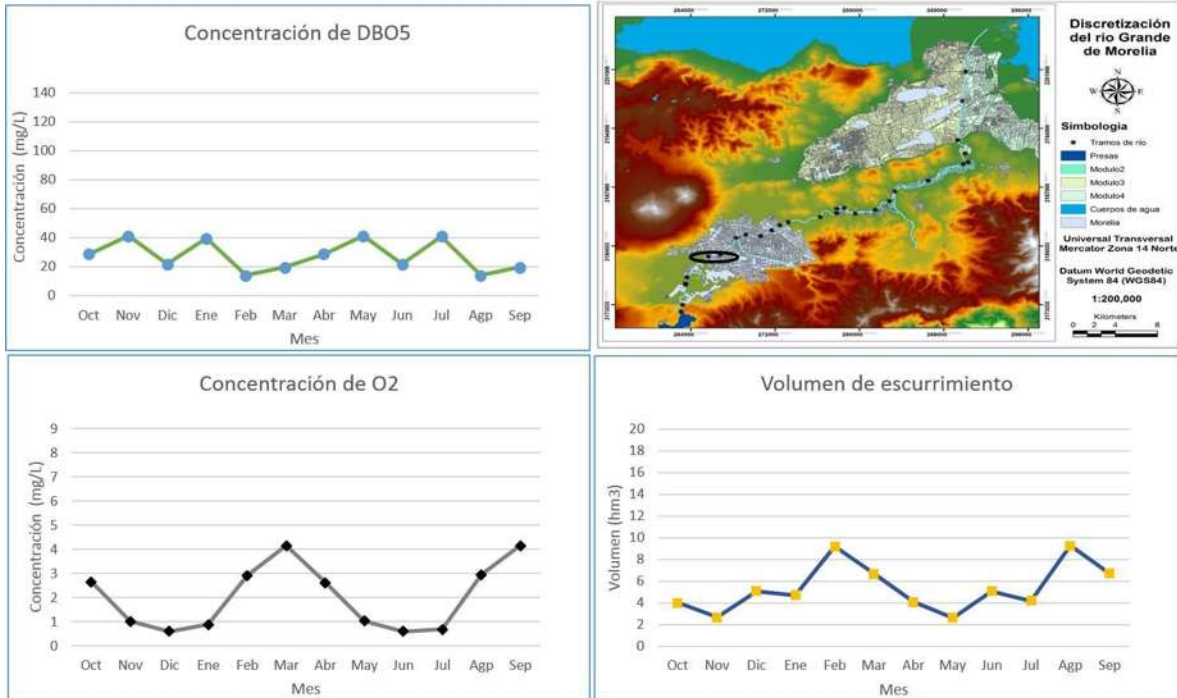 Concentración de DBO5
Concentración (mg/L)
140
120
100
80
60
40
20
0
Oct Nov Dic Ene Feb Mar Abr May Jun Jul Agp Sep
Mes
264000 272000 280000 288000 296000
Discretización
del río Grande
de Morelia
N
W E
S
Simbologia
Tramos de río
Presas
Modulo2
Modulo3
Modulo4
Cuerpos de agua
Morelia
Universal Transversal
Mercator Zona 14 Norte
Datum World Geodetic
System 84 (WGS84)
1:200,000
Kilometers
0 2 4 8
Concentración de O2
Concentración (mg/L)
9
8
7
6
5
4
3
2
1
0
Oct Nov Dic Ene Feb Mar Abr May Jun Jul Agp Sep
Mes
Volumen de escurrimiento
Volumen (hm3)
20
18
16
14
12
10
8
6
4
2
0
Oct Nov Dic Ene Feb Mar Abr May Jun Jul Agp Sep
Mes